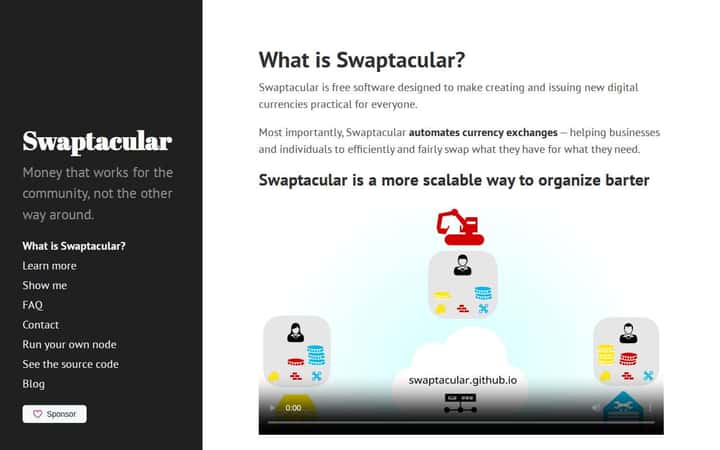 Swaptacular
Money that works for the
community, not the other
way around.
What is Swaptacular?
Learn more
Show me
FAQ
Contact
Run your own node
See the source code
Blog
Sponsor
What is Swaptacular?
Swaptacular is free software designed to make creating and issuing new digital
currencies practical for everyone.
Most importantly, Swaptacular automates currency exchanges — helping businesses
and individuals to efficiently and fairly swap what they have for what they need.
Swaptacular is a more scalable way to organize barter
swaptacular.github.io
0:00